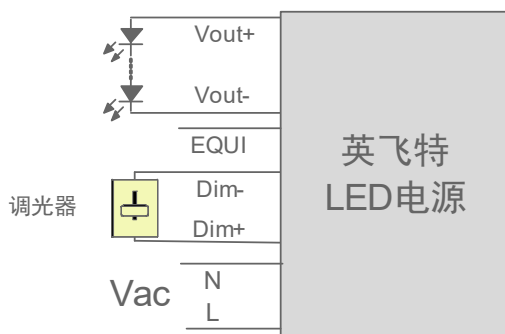 Vout+
Vout-
EQUI
英飞特
LED电源
Dim-
调光器
Dim+
Vac
N
L